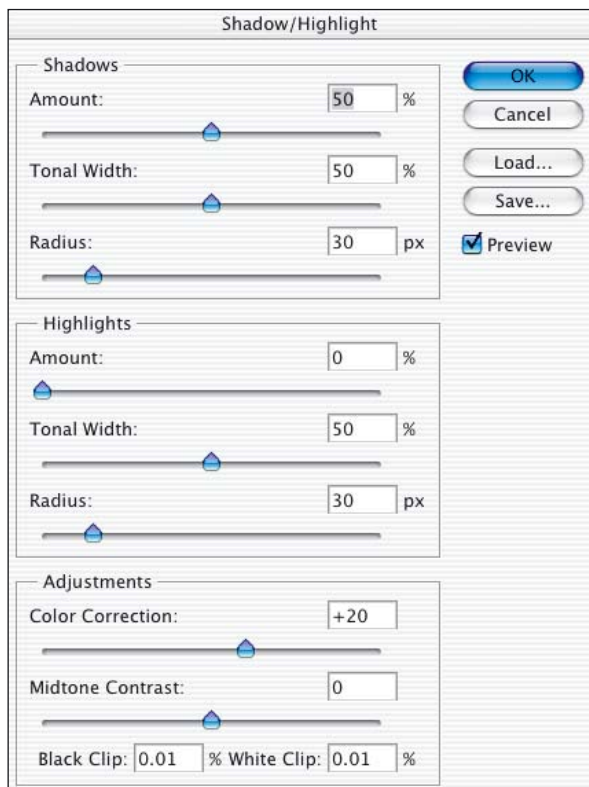 Shadow/Highlight
Shadows
Amount: 50 %
Tonal Width: 50 %
Radius: 30 px
Highlights
Amount: 0 %
Tonal Width: 50 %
Radius: 30 px
Adjustments
Color Correction: +20
Midtone Contrast: 0
Black Clip: 0.01 % White Clip: 0.01 %
OK
Cancel
Load...
Save...
Preview